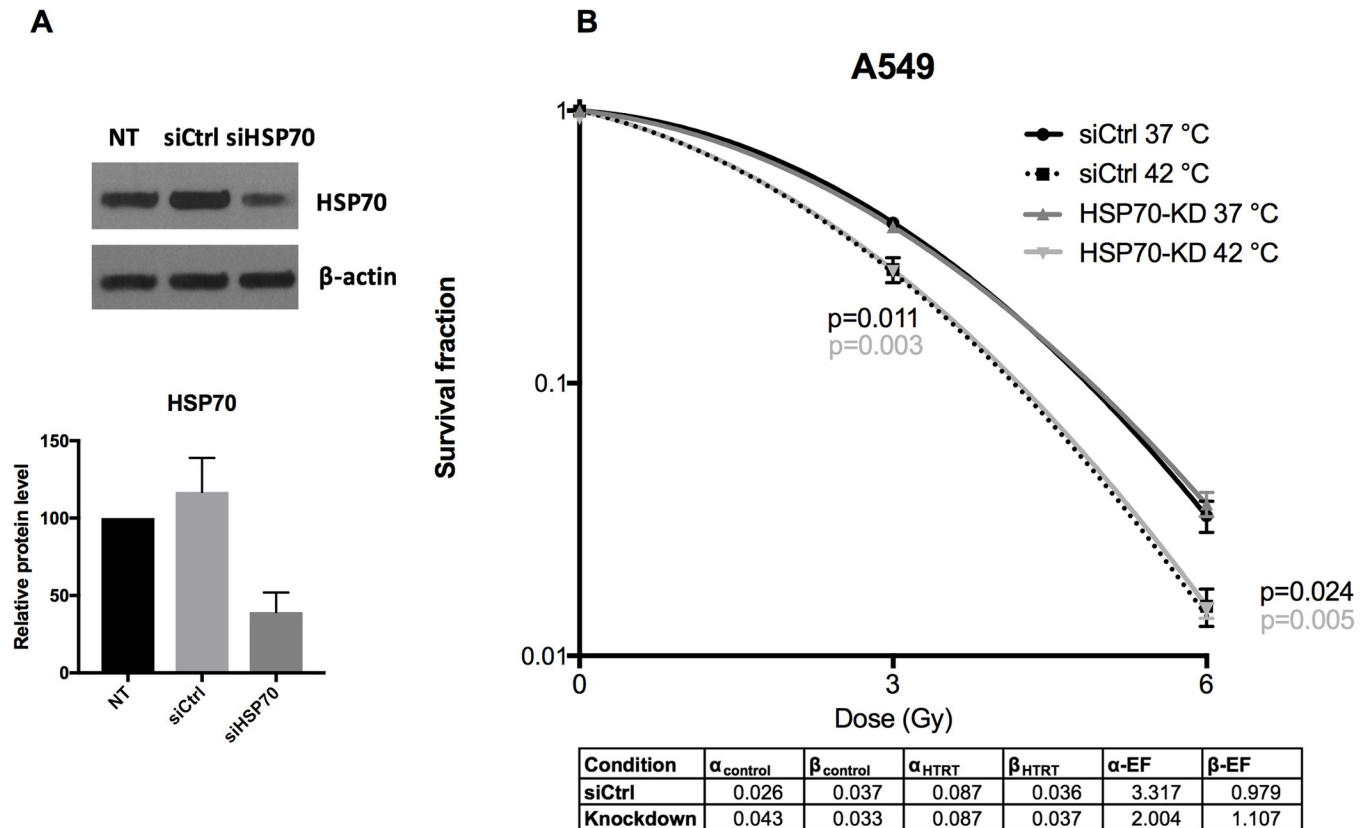 A
NT siCtrl siHSP70
HSP70
β-actin
HSP70
Relative protein level
150
100
50
0
NT
siCtrl
siHSP70
B
A549
siCtrl 37 °C
siCtrl 42 °C
HSP70-KD 37 °C
HSP70-KD 42 °C
Survival fraction
1
0.1
0.01
p=0.011
p=0.003
p=0.024
p=0.005
0 3 6
Dose (Gy)
Condition αcontrol βcontrol αHTRT βHTRT α-EF β-EF
siCtrl 0.026 0.037 0.087 0.036 3.317 0.979
Knockdown 0.043 0.033 0.087 0.037 2.004 1.107